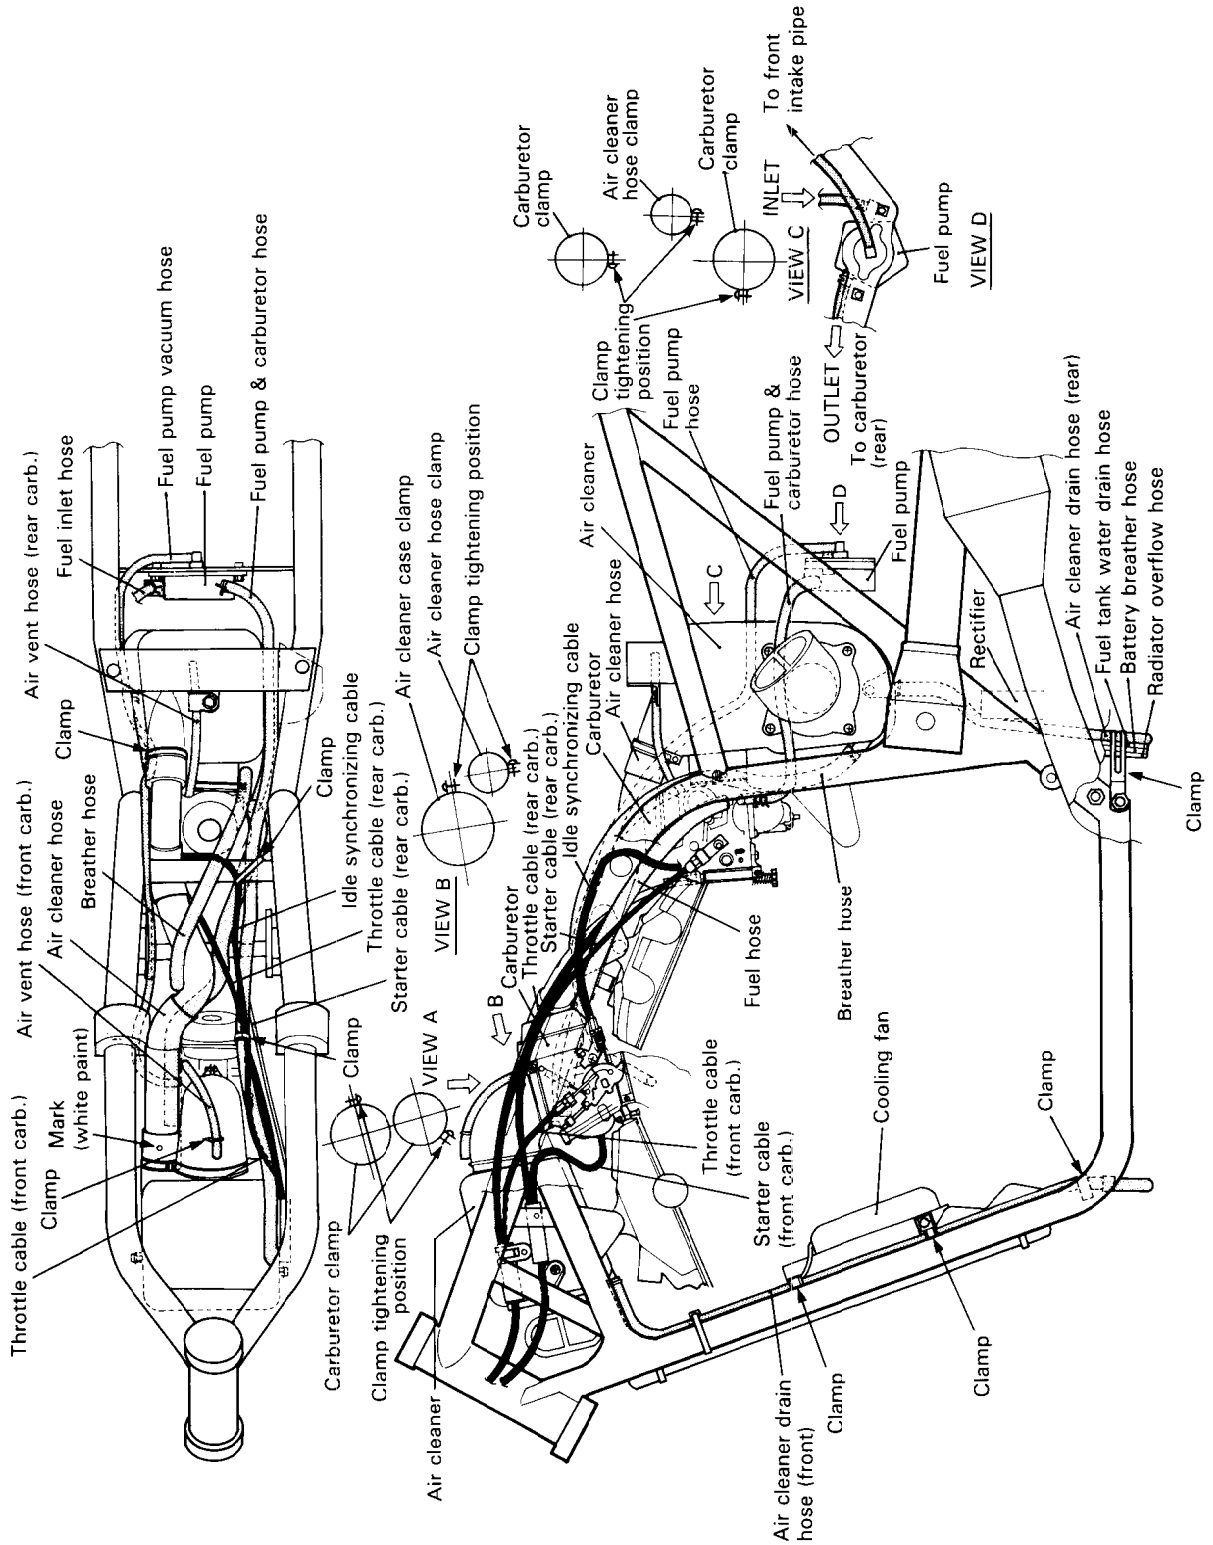 Throttle cable (front carb.)
Clamp
Mark
(white paint)
Air vent hose (front carb.)
Air cleaner hose
Breather hose
Clamp
Air vent hose (rear carb.)
Fuel inlet hose
Fuel pump vacuum hose
Fuel pump
Fuel pump & carburetor hose
Clamp
Idle synchronizing cable
Throttle cable (rear carb.)
Starter cable (rear carb.)
Clamp
Carburetor clamp
Clamp tightening
position
VIEW A
VIEW B
Air cleaner case clamp
Air cleaner hose clamp
Clamp tightening position
Carburetor
clamp
Air cleaner
hose clamp
Carburetor
clamp
Clamp
tightening
position
VIEW C
To front
intake pipe
INLET
Fuel pump
VIEW D
OUTLET
To carburetor
(rear)
Air cleaner
B
Carburetor
Throttle cable (rear carb.)
Starter cable (rear carb.)
Idle synchronizing cable
Carburetor
Air cleaner hose
Air cleaner
C
Fuel pump
hose
Fuel pump &
carburetor hose
D
Fuel pump
Throttle cable
(front carb.)
Starter cable
(front carb.)
Fuel hose
Breather hose
Cooling fan
Rectifier
Air cleaner drain hose (rear)
Fuel tank water drain hose
Battery breather hose
Radiator overflow hose
Clamp
Clamp
Clamp
Clamp
Air cleaner drain
hose (front)